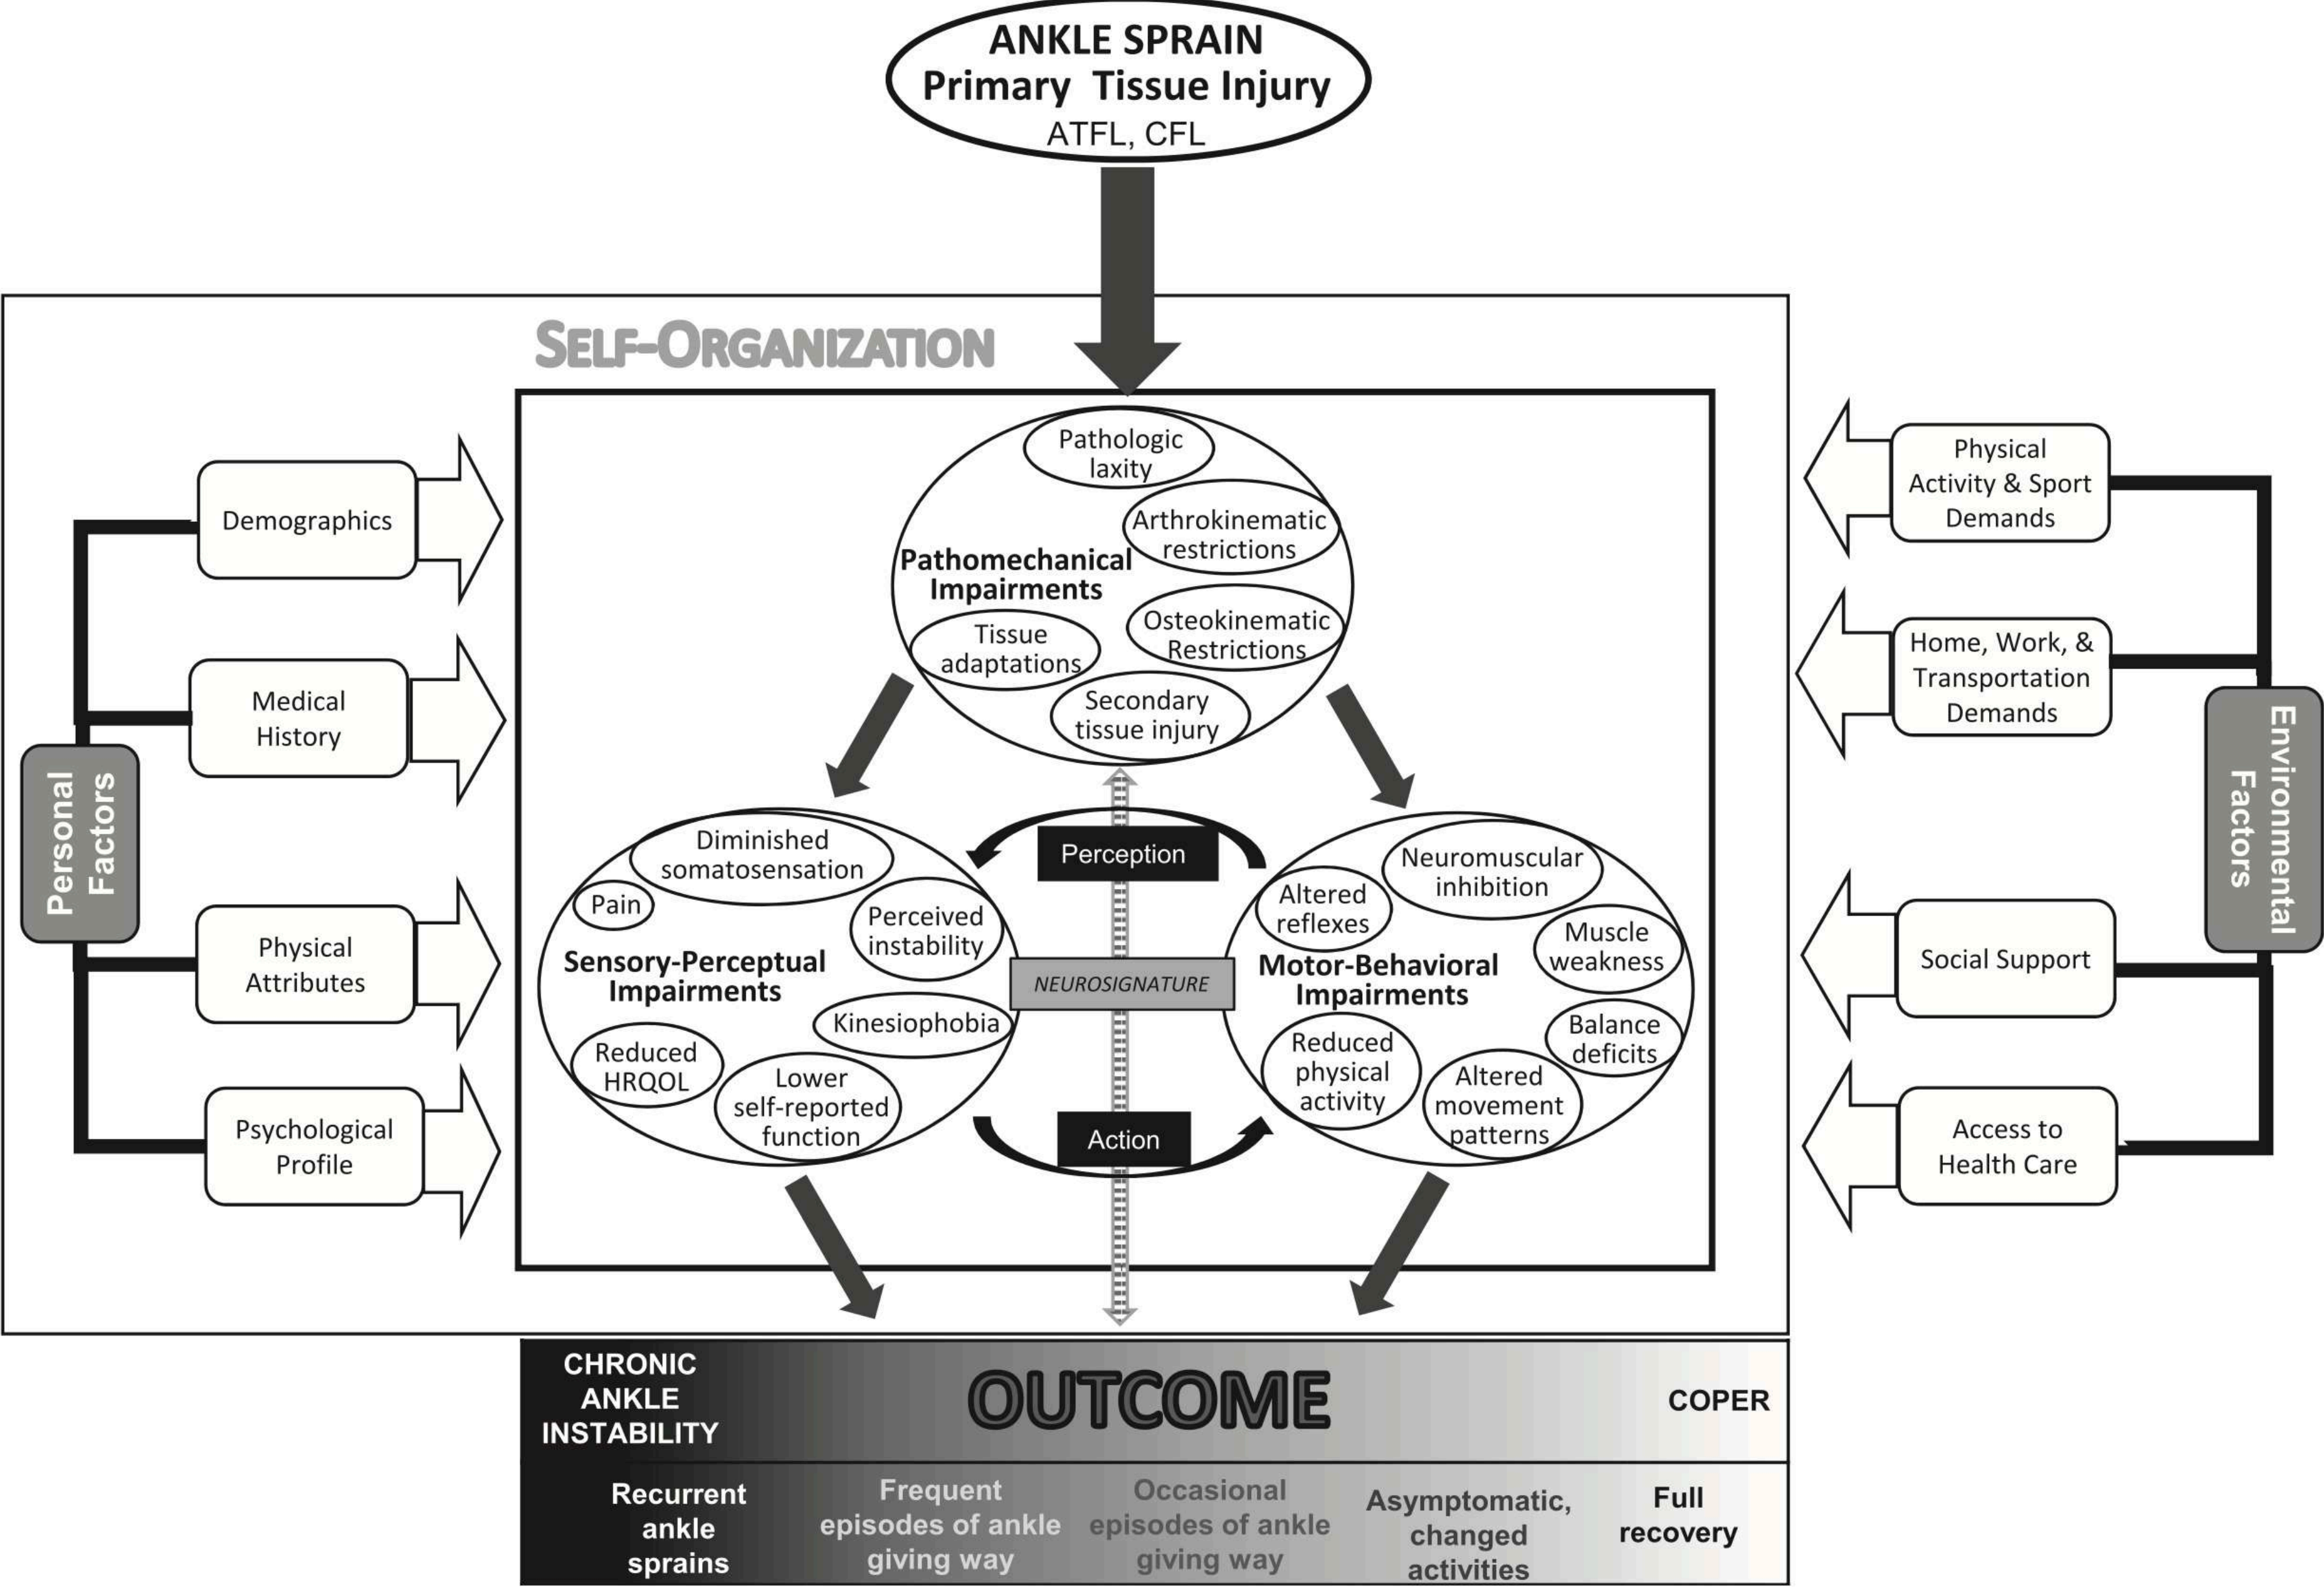 ANKLE SPRAIN
Primary Tissue Injury
ATFL, CFL
SELF-ORGANIZATION
Personal
Factors
Demographics
Medical
History
Physical
Attributes
Psychological
Profile
Pathomechanical
Impairments
Pathologic
laxity
Arthrokinematic
restrictions
Osteokinematic
Restrictions
Tissue
adaptations
Secondary
tissue injury
Sensory-Perceptual
Impairments
Diminished
somatosensation
Pain
Perceived
instability
Kinesiophobia
Reduced
HRQOL
Lower
self-reported
function
Perception
NEUROSIGNATURE
Action
Motor-Behavioral
Impairments
Neuromuscular
inhibition
Altered
reflexes
Muscle
weakness
Balance
deficits
Reduced
physical
activity
Altered
movement
patterns
Physical
Activity & Sport
Demands
Home, Work, &
Transportation
Demands
Social Support
Access to
Health Care
Environmental
Factors
CHRONIC
ANKLE
INSTABILITY
OUTCOME
COPER
Recurrent
ankle
sprains
Frequent
episodes of ankle
giving way
Occasional
episodes of ankle
giving way
Asymptomatic,
changed
activities
Full
recovery